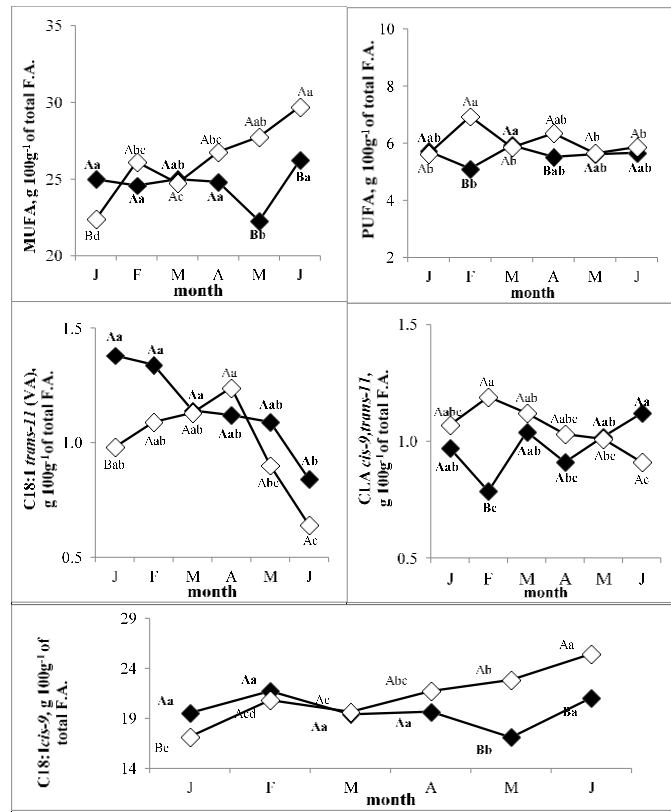 MUFA, g 100g-1 of total F.A.
35
30
25
20
Aa
Aab
Abc
Abc
Aab
Aa
Aa
Aa
Ac
Ba
Bd
Bb
J F M A M J
month
PUFA, g 100g-1 of total F.A.
10
8
6
4
2
Aa
Aab
Aab
Aa
Ab
Ab
Ab
Ab
Bb
Bab
Aab
Aab
J F M A M J
month
C18:1 trans-11 (VA), g 100g-1 of total F.A.
1.5
1.0
0.5
Aa
Aa
Aa
Aa
Aab
Aab
Aab
Aab
Bab
Abc
Ab
Ac
J F M A M J
month
CLA cis-9,trans-11, g 100g-1 of total F.A.
1.5
1.0
0.5
Aa
Aabc
Aab
Aabc
Aab
Aa
Aab
Aab
Abc
Abc
Bc
Ac
J F M A M J
month
C18:1cis-9, g 100g-1 of total F.A.
29
24
19
14
Aa
Aa
Ac
Abc
Ab
Aa
Acd
Aa
Aa
Ba
Be
Bb
J F M A M J
month